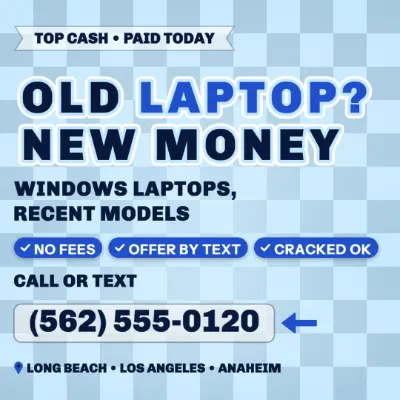 TOP CASH • PAID TODAY
OLD LAPTOP?
NEW MONEY
WINDOWS LAPTOPS,
RECENT MODELS
NO FEES OFFER BY TEXT CRACKED OK
CALL OR TEXT
(562) 555-0120
LONG BEACH • LOS ANGELES • ANAHEIM